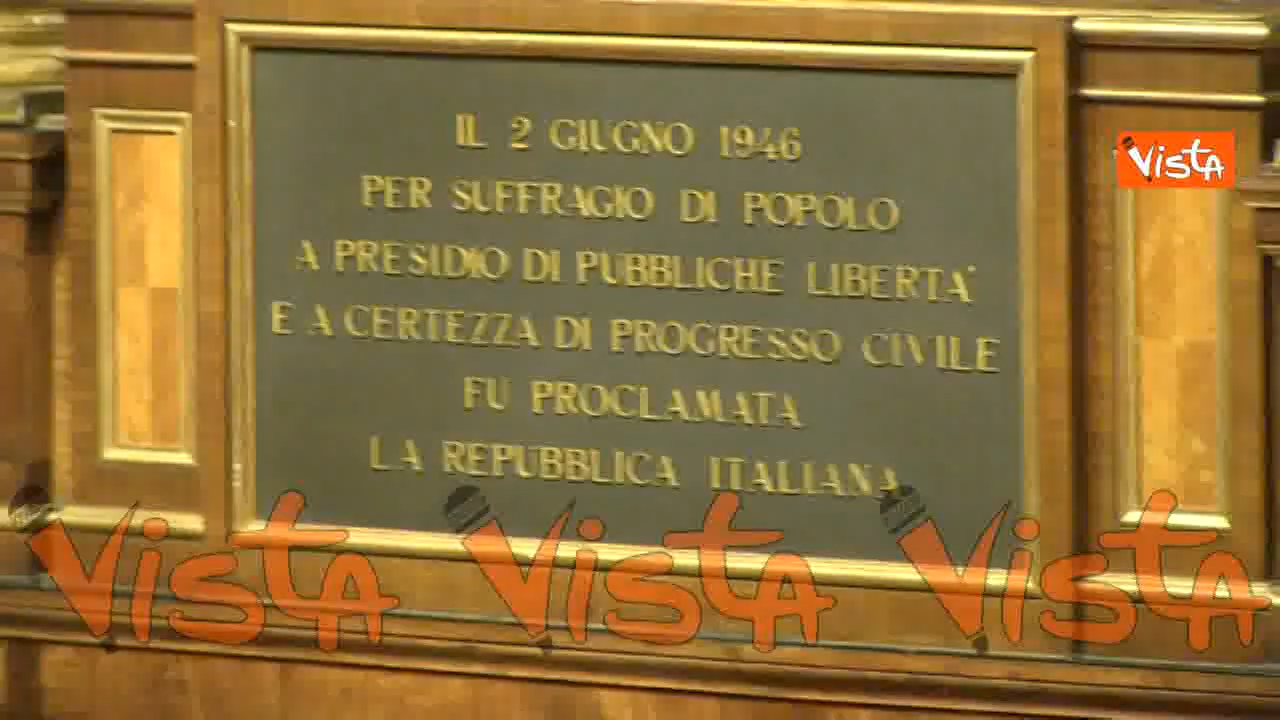 IL 2 GIUGNO 1946
PER SUFFRAGIO DI POPOLO
A PRESIDIO DI PUBBLICHE LIBERTA'
E A CERTEZZA DI PROGRESSO CIVILE
FU PROCLAMATA
LA REPUBBLICA ITALIANA
VISTA
VISTA VISTA VISTA